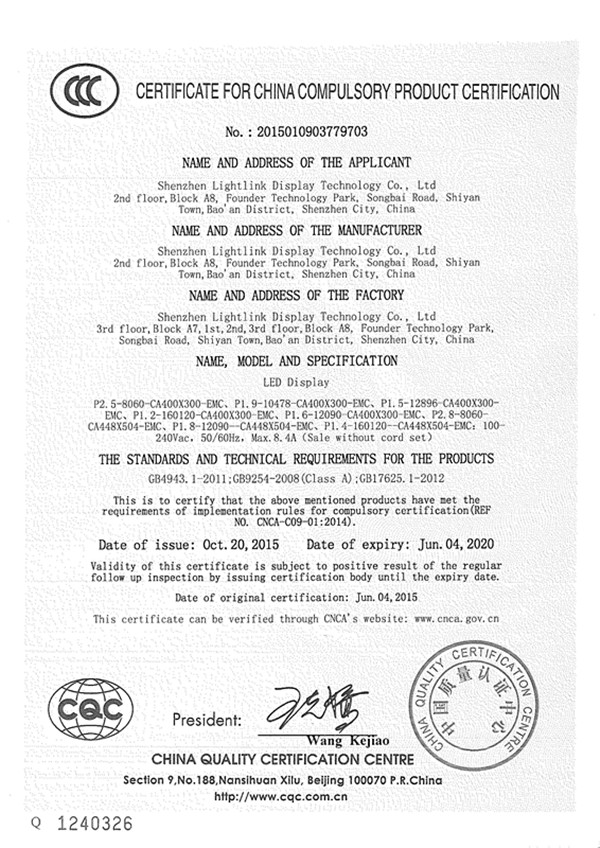 CCC
CERTIFICATE FOR CHINA COMPULSORY PRODUCT CERTIFICATION
No. : 2015010903779703
NAME AND ADDRESS OF THE APPLICANT
Shenzhen Lightlink Display Technology Co., Ltd
2nd floor,Block A8, Founder Technology Park, Songbai Road, Shiyan
Town,Bao'an District, Shenzhen City, China
NAME AND ADDRESS OF THE MANUFACTURER
Shenzhen Lightlink Display Technology Co., Ltd
2nd floor,Block A8, Founder Technology Park, Songbai Road, Shiyan
Town,Bao'an District, Shenzhen City, China
NAME AND ADDRESS OF THE FACTORY
Shenzhen Lightlink Display Technology Co., Ltd
3rd floor,Block A7,1st,2nd,3rd floor,Block A8, Founder Technology Park,
Songbai Road, Shiyan Town,Bao'an District, Shenzhen City, China
NAME, MODEL AND SPECIFICATION
LED Display
P2.5-8060-CA400X300-EMC、P1.9-10478-CA400X300-EMC、P1.5-12896-CA400X300-
EMC、P1.2-160120-CA400X300-EMC、P1.6-12090-CA400X300-EMC、P2.8-8060-
CA448X504-EMC、P1.8-12090--CA448X504-EMC、P1.4-160120--CA448X504-EMC: 100-
240Vac, 50/60Hz, Max.8.4A (Sale without cord set)
THE STANDARDS AND TECHNICAL REQUIREMENTS FOR THE PRODUCTS
GB4943.1-2011;GB9254-2008(Class A);GB17625.1-2012
This is to certify that the above mentioned products have met the
requirements of implementation rules for compulsory certification(REF
NO. CNCA-C09-01:2014).
Date of issue: Oct.20,2015 Date of expiry: Jun.04,2020
Validity of this certificate is subject to positive result of the regular
follow up inspection by issuing certification body until the expiry date.
Date of original certification: Jun.04,2015
This certificate can be verified through CNCA's website: www.cnca.gov.cn
CQC
President:
Wang Kejiao
CHINA QUALITY CERTIFICATION CENTRE
中国质量认证中心
CHINA QUALITY CERTIFICATION CENTRE
Section 9,No.188,Nansihuan Xilu, Beijing 100070 P.R.China
http://www.cqc.com.cn
Q 1240326